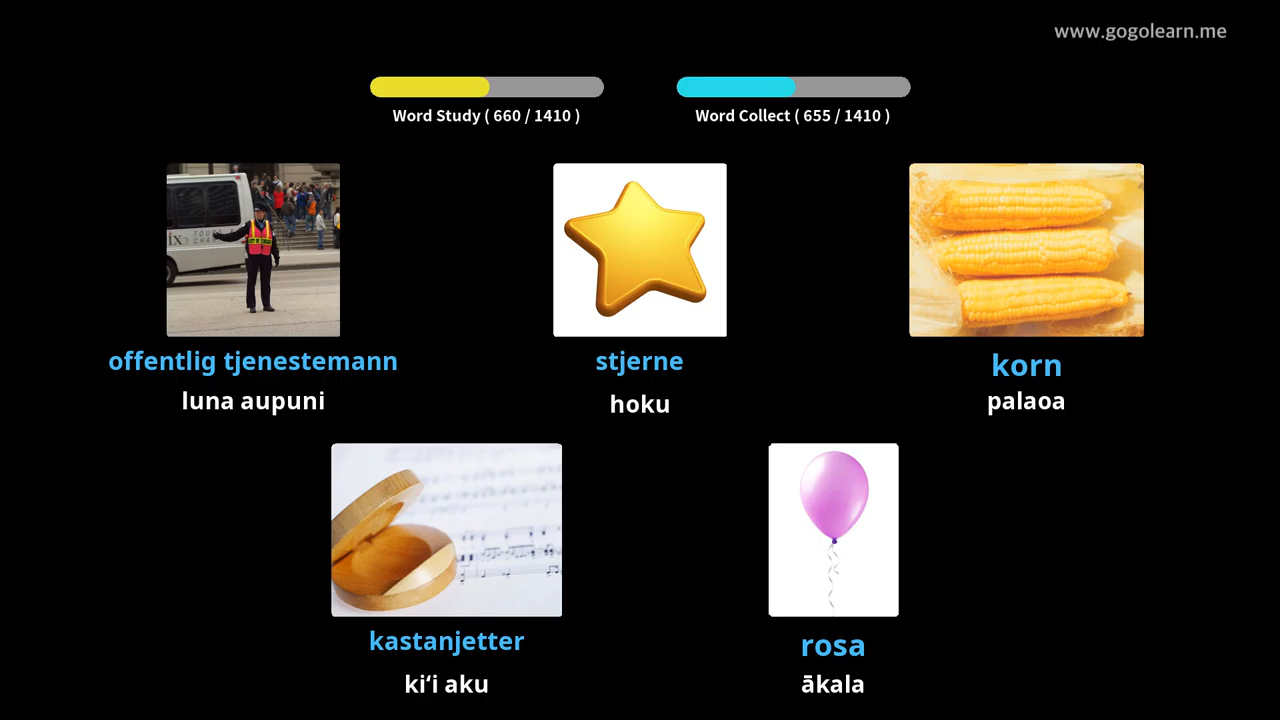 www.gogolearn.me
Word Study ( 660 / 1410 )
Word Collect ( 655 / 1410 )
offentlig tjenestemann
luna aupuni
stjerne
hoku
korn
palaoa
kastanjetter
kiʻi aku
rosa
ākala